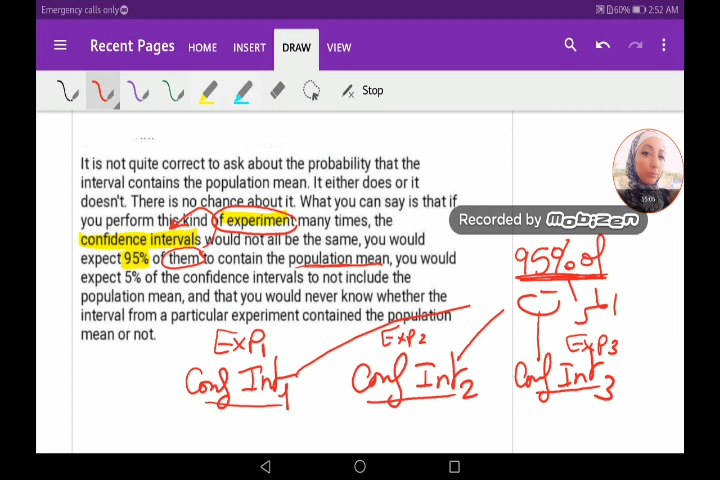 Emergency calls only
60% 2:52 AM
Recent Pages HOME INSERT DRAW VIEW
Stop
It is not quite correct to ask about the probability that the
interval contains the population mean. It either does or it
doesn't. There is no chance about it. What you can say is that if
you perform this kind of experiment many times, the
confidence intervals would not all be the same, you would
expect 95% of them to contain the population mean, you would
expect 5% of the confidence intervals to not include the
population mean, and that you would never know whether the
interval from a particular experiment contained the population
mean or not.
15:05
Recorded by Mobizen
95% of
Exp1 Exp2 Exp3
Conf Int1 Conf Int2 Conf Int3